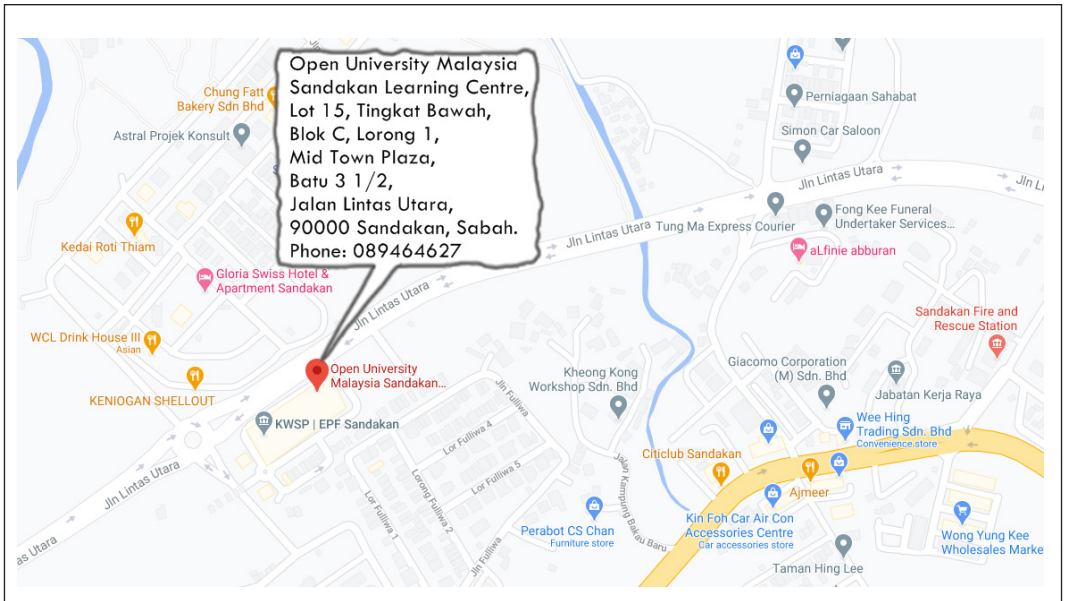 Open University Malaysia
Sandakan Learning Centre,
Lot 15, Tingkat Bawah,
Blok C, Lorong 1,
Mid Town Plaza,
Batu 3 1/2,
Jalan Lintas Utara,
90000 Sandakan, Sabah.
Phone: 089464627
Chung Fatt
Bakery Sdn Bhd
Astral Projek Konsult
Perniagaan Sahabat
Simon Car Saloon
Jln Lintas Utara
Kedai Roti Thiam
Gloria Swiss Hotel &
Apartment Sandakan
Jln Lintas Utara
Tung Ma Express Courier
Fong Kee Funeral
Undertaker Services...
aLfinie abburan
Jln Lintas Utara
WCL Drink House III
Asian
Sandakan Fire and
Rescue Station
Open University
Malaysia Sandakan...
KENIOGAN SHELLOUT
Kheong Kong
Workshop Sdn. Bhd
Giacomo Corporation
(M) Sdn. Bhd
Jabatan Kerja Raya
Jln Fulliwa
KWSP | EPF Sandakan
Wee Hing
Trading Sdn. Bhd
Convenience store
Lor Fulliwa 4
Citiclub Sandakan
Lor Fulliwa 5
Jln Lintas Utara
Lor Fulliwa 1
Lorong Fulliwa 2
Jalan Kampung Bakau Baru
Ajmeer
Perabot CS Chan
Furniture store
Kin Foh Car Air Con
Accessories Centre
Car accessories store
Wong Yung Kee
Wholesales Marke
Jln Fulliwa
as Utara
Taman Hing Lee